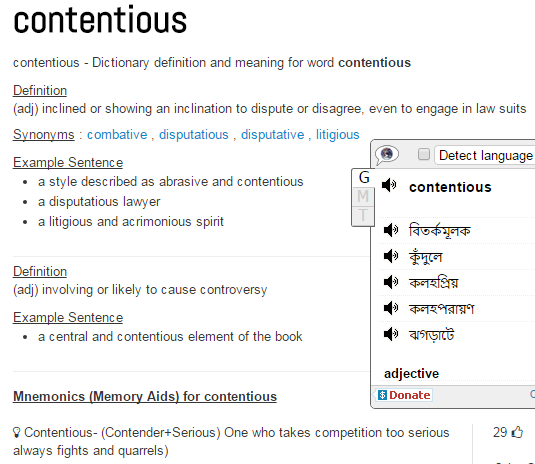 contentious
contentious - Dictionary definition and meaning for word contentious
Definition
(adj) inclined or showing an inclination to dispute or disagree, even to engage in law suits
Synonyms : combative , disputatious , disputative , litigious
Example Sentence
• a style described as abrasive and contentious
• a disputatious lawyer
• a litigious and acrimonious spirit
Definition
(adj) involving or likely to cause controversy
Example Sentence
• a central and contentious element of the book
Mnemonics (Memory Aids) for contentious
Contentious- (Contender+Serious) One who takes competition too serious
always fights and quarrels)
29
Detect language
G
M
T
contentious
বিতর্কমূলক
কুঁদুলে
কলহপ্রিয়
কলহপরায়ণ
ঝগড়াটে
adjective
$ Donate